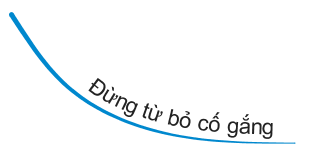 Đừng từ bỏ cố gắng